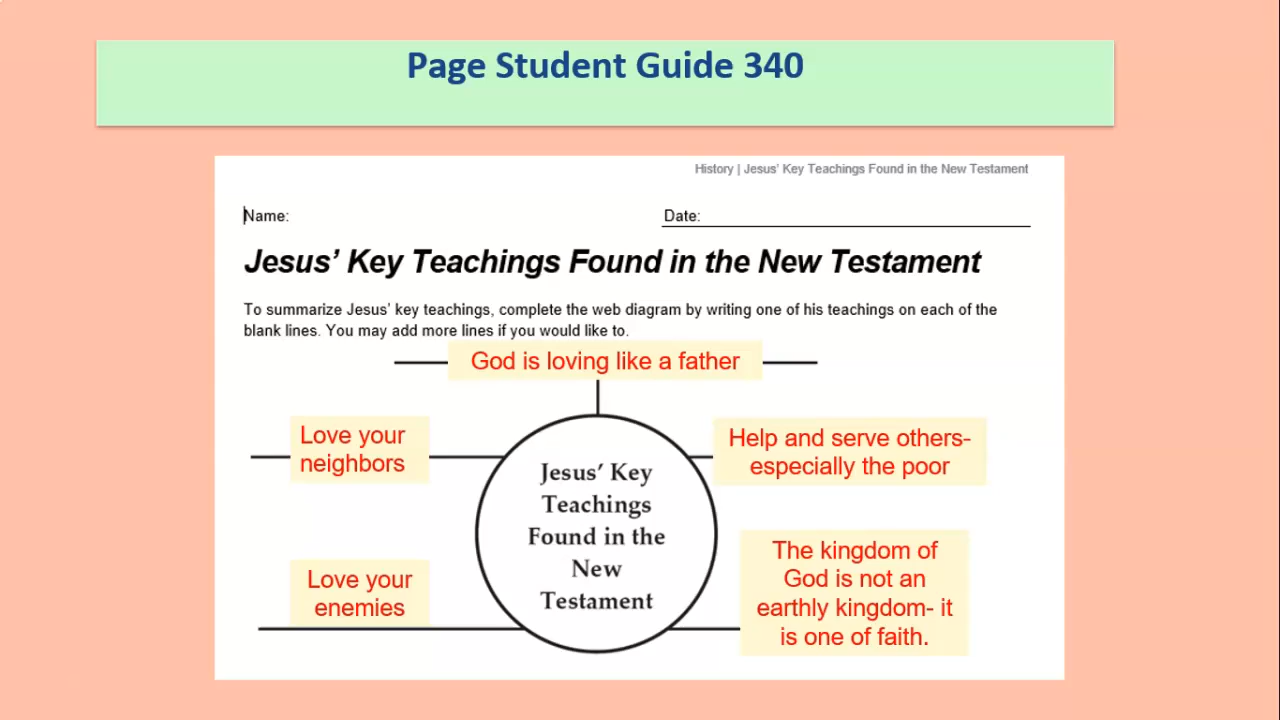 Page Student Guide 340
History | Jesus’ Key Teachings Found in the New Testament
Name:
Date:
Jesus’ Key Teachings Found in the New Testament
To summarize Jesus’ key teachings, complete the web diagram by writing one of his teachings on each of the
blank lines. You may add more lines if you would like to.
God is loving like a father
Love your
neighbors
Help and serve others-
especially the poor
Jesus’ Key
Teachings
Found in the
New
Testament
Love your
enemies
The kingdom of
God is not an
earthly kingdom- it
is one of faith.